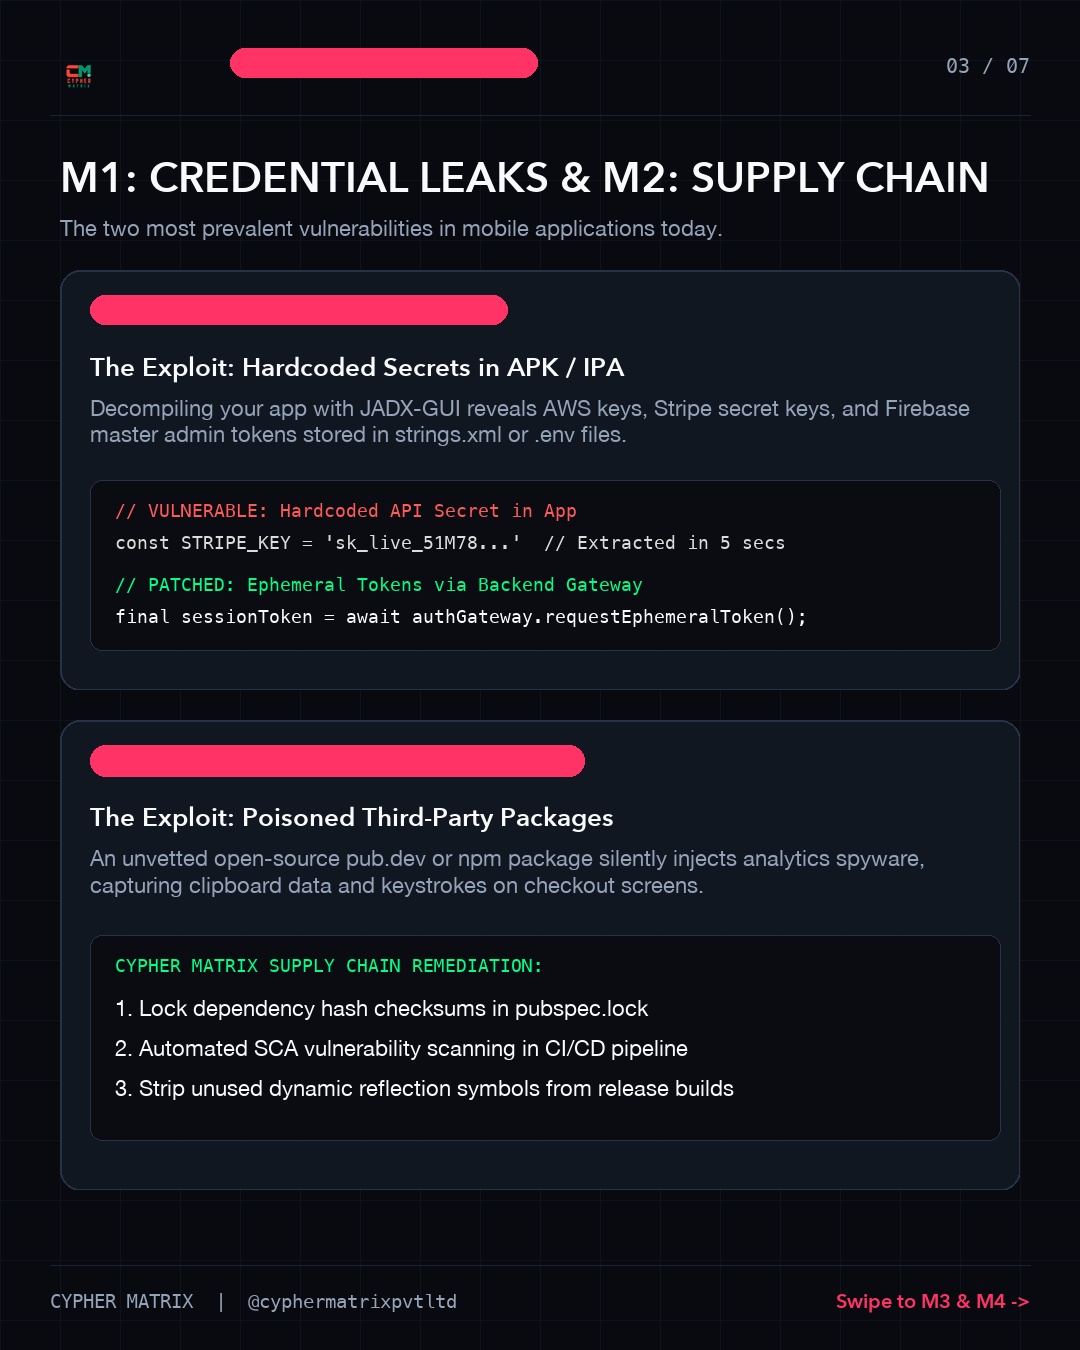 CM
CYPHER
MATRIX
03 / 07
M1: CREDENTIAL LEAKS & M2: SUPPLY CHAIN
The two most prevalent vulnerabilities in mobile applications today.
The Exploit: Hardcoded Secrets in APK / IPA
Decompiling your app with JADX-GUI reveals AWS keys, Stripe secret keys, and Firebase
master admin tokens stored in strings.xml or .env files.
// VULNERABLE: Hardcoded API Secret in App
const STRIPE_KEY = 'sk_live_51M78...'  // Extracted in 5 secs
// PATCHED: Ephemeral Tokens via Backend Gateway
final sessionToken = await authGateway.requestEphemeralToken();
The Exploit: Poisoned Third-Party Packages
An unvetted open-source pub.dev or npm package silently injects analytics spyware,
capturing clipboard data and keystrokes on checkout screens.
CYPHER MATRIX SUPPLY CHAIN REMEDIATION:
1. Lock dependency hash checksums in pubspec.lock
2. Automated SCA vulnerability scanning in CI/CD pipeline
3. Strip unused dynamic reflection symbols from release builds
CYPHER MATRIX | @cyphermatrixpvtltd
Swipe to M3 & M4 ->